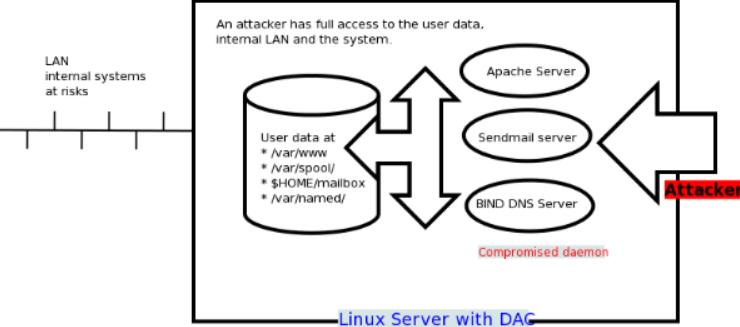 An attacker has full access to the user data,
internal LAN and the system.
LAN
internal systems
at risks
Apache Server
User data at
* /var/www
* /var/spool/
* $HOME/mailbox
* /var/named/
Sendmail server
BIND DNS Server
Attacker
Compromised daemon
Linux Server with DAC